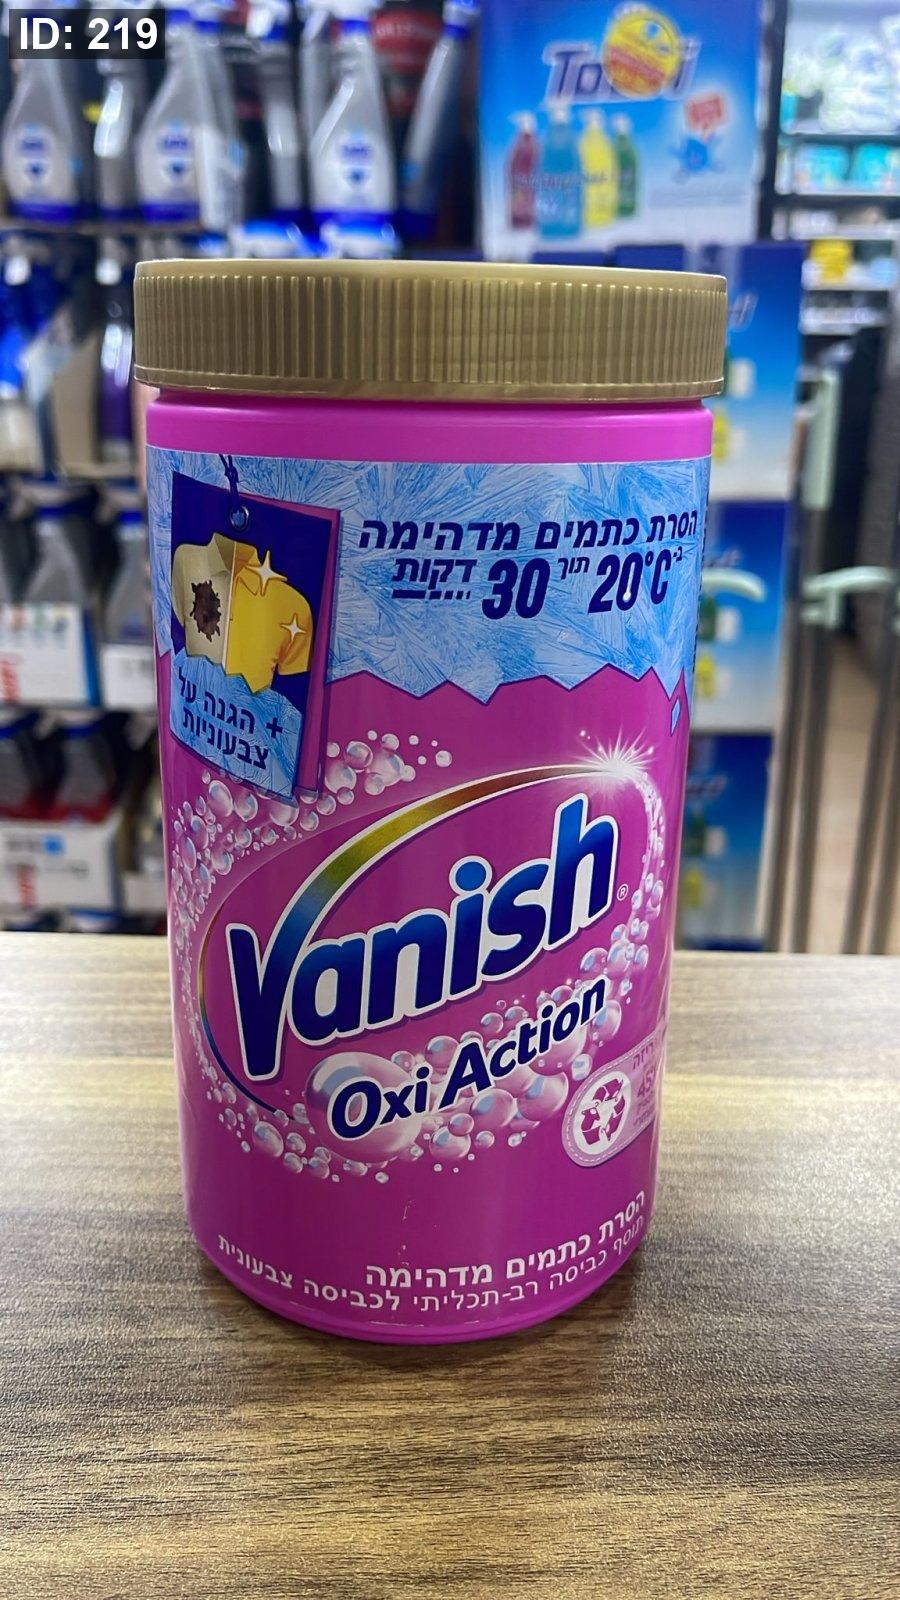 ID: 219
הסרת כתמים מדהימה
ב-20°C תוך 30 דקות
+ הגנה על
צבעוניות
Vanish®
Oxi Action
הסרת כתמים מדהימה
תוסף כביסה רב-תכליתי לכביסה צבעונית